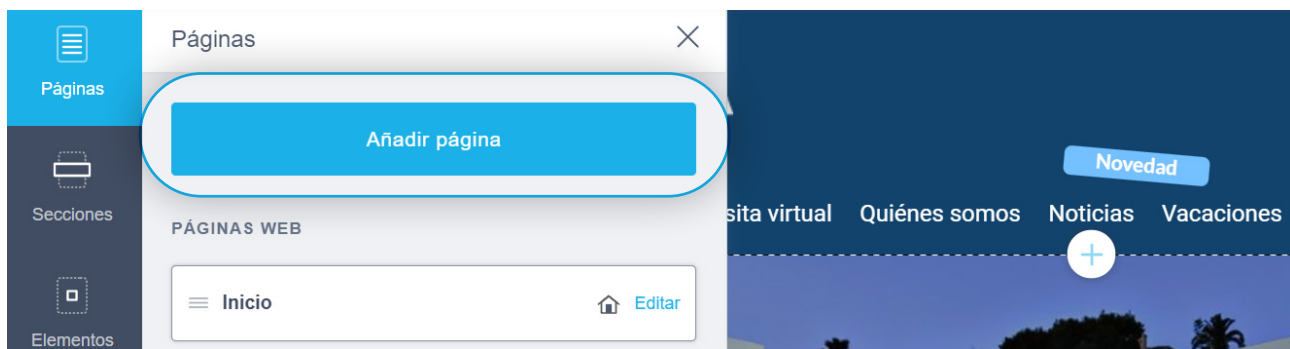 Páginas
Páginas
Añadir página
Secciones
PÁGINAS WEB
Inicio
Editar
Elementos
Novedad
sita virtual Quiénes somos Noticias Vacaciones